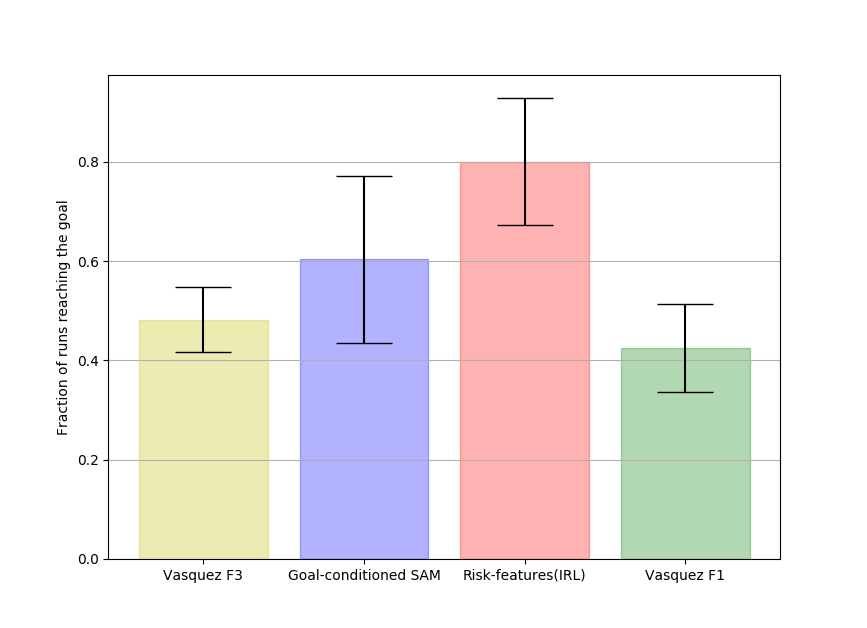 Fraction of runs reaching the goal
0.8
0.6
0.4
0.2
0.0
Vasquez F3 Goal-conditioned SAM Risk-features(IRL) Vasquez F1